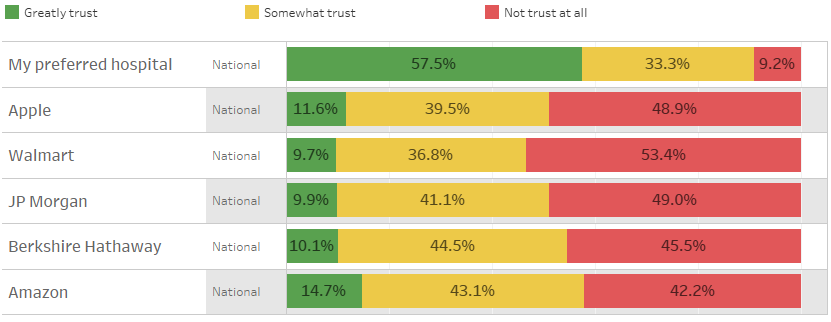 Greatly trust Somewhat trust Not trust at all
My preferred hospital National 57.5% 33.3% 9.2%
Apple National 11.6% 39.5% 48.9%
Walmart National 9.7% 36.8% 53.4%
JP Morgan National 9.9% 41.1% 49.0%
Berkshire Hathaway National 10.1% 44.5% 45.5%
Amazon National 14.7% 43.1% 42.2%